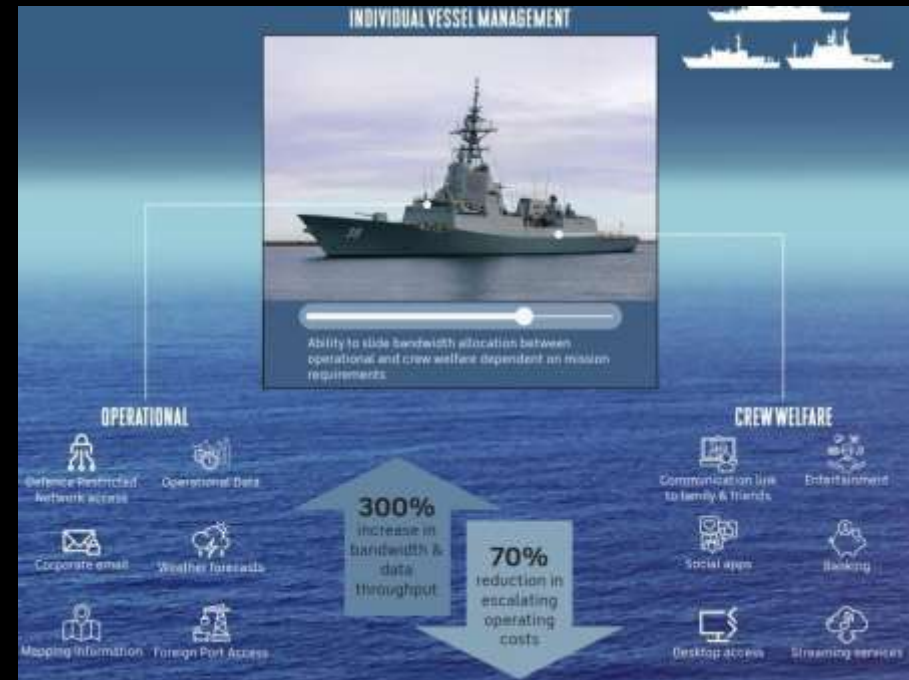 INDIVIDUAL VESSEL MANAGEMENT
39
Ability to slide bandwidth allocation between
operational and crew welfare dependent on mission
requirements
OPERATIONAL
Defence Restricted
Network access
Operational Data
Corporate email
Weather forecasts
Mapping Information
Foreign Port Access
300%
increase in
bandwidth &
data
throughput
70%
reduction in
escalating
operating
costs
CREW WELFARE
Communication link
to family & friends
Entertainment
Social apps
Banking
Desktop access
Streaming services